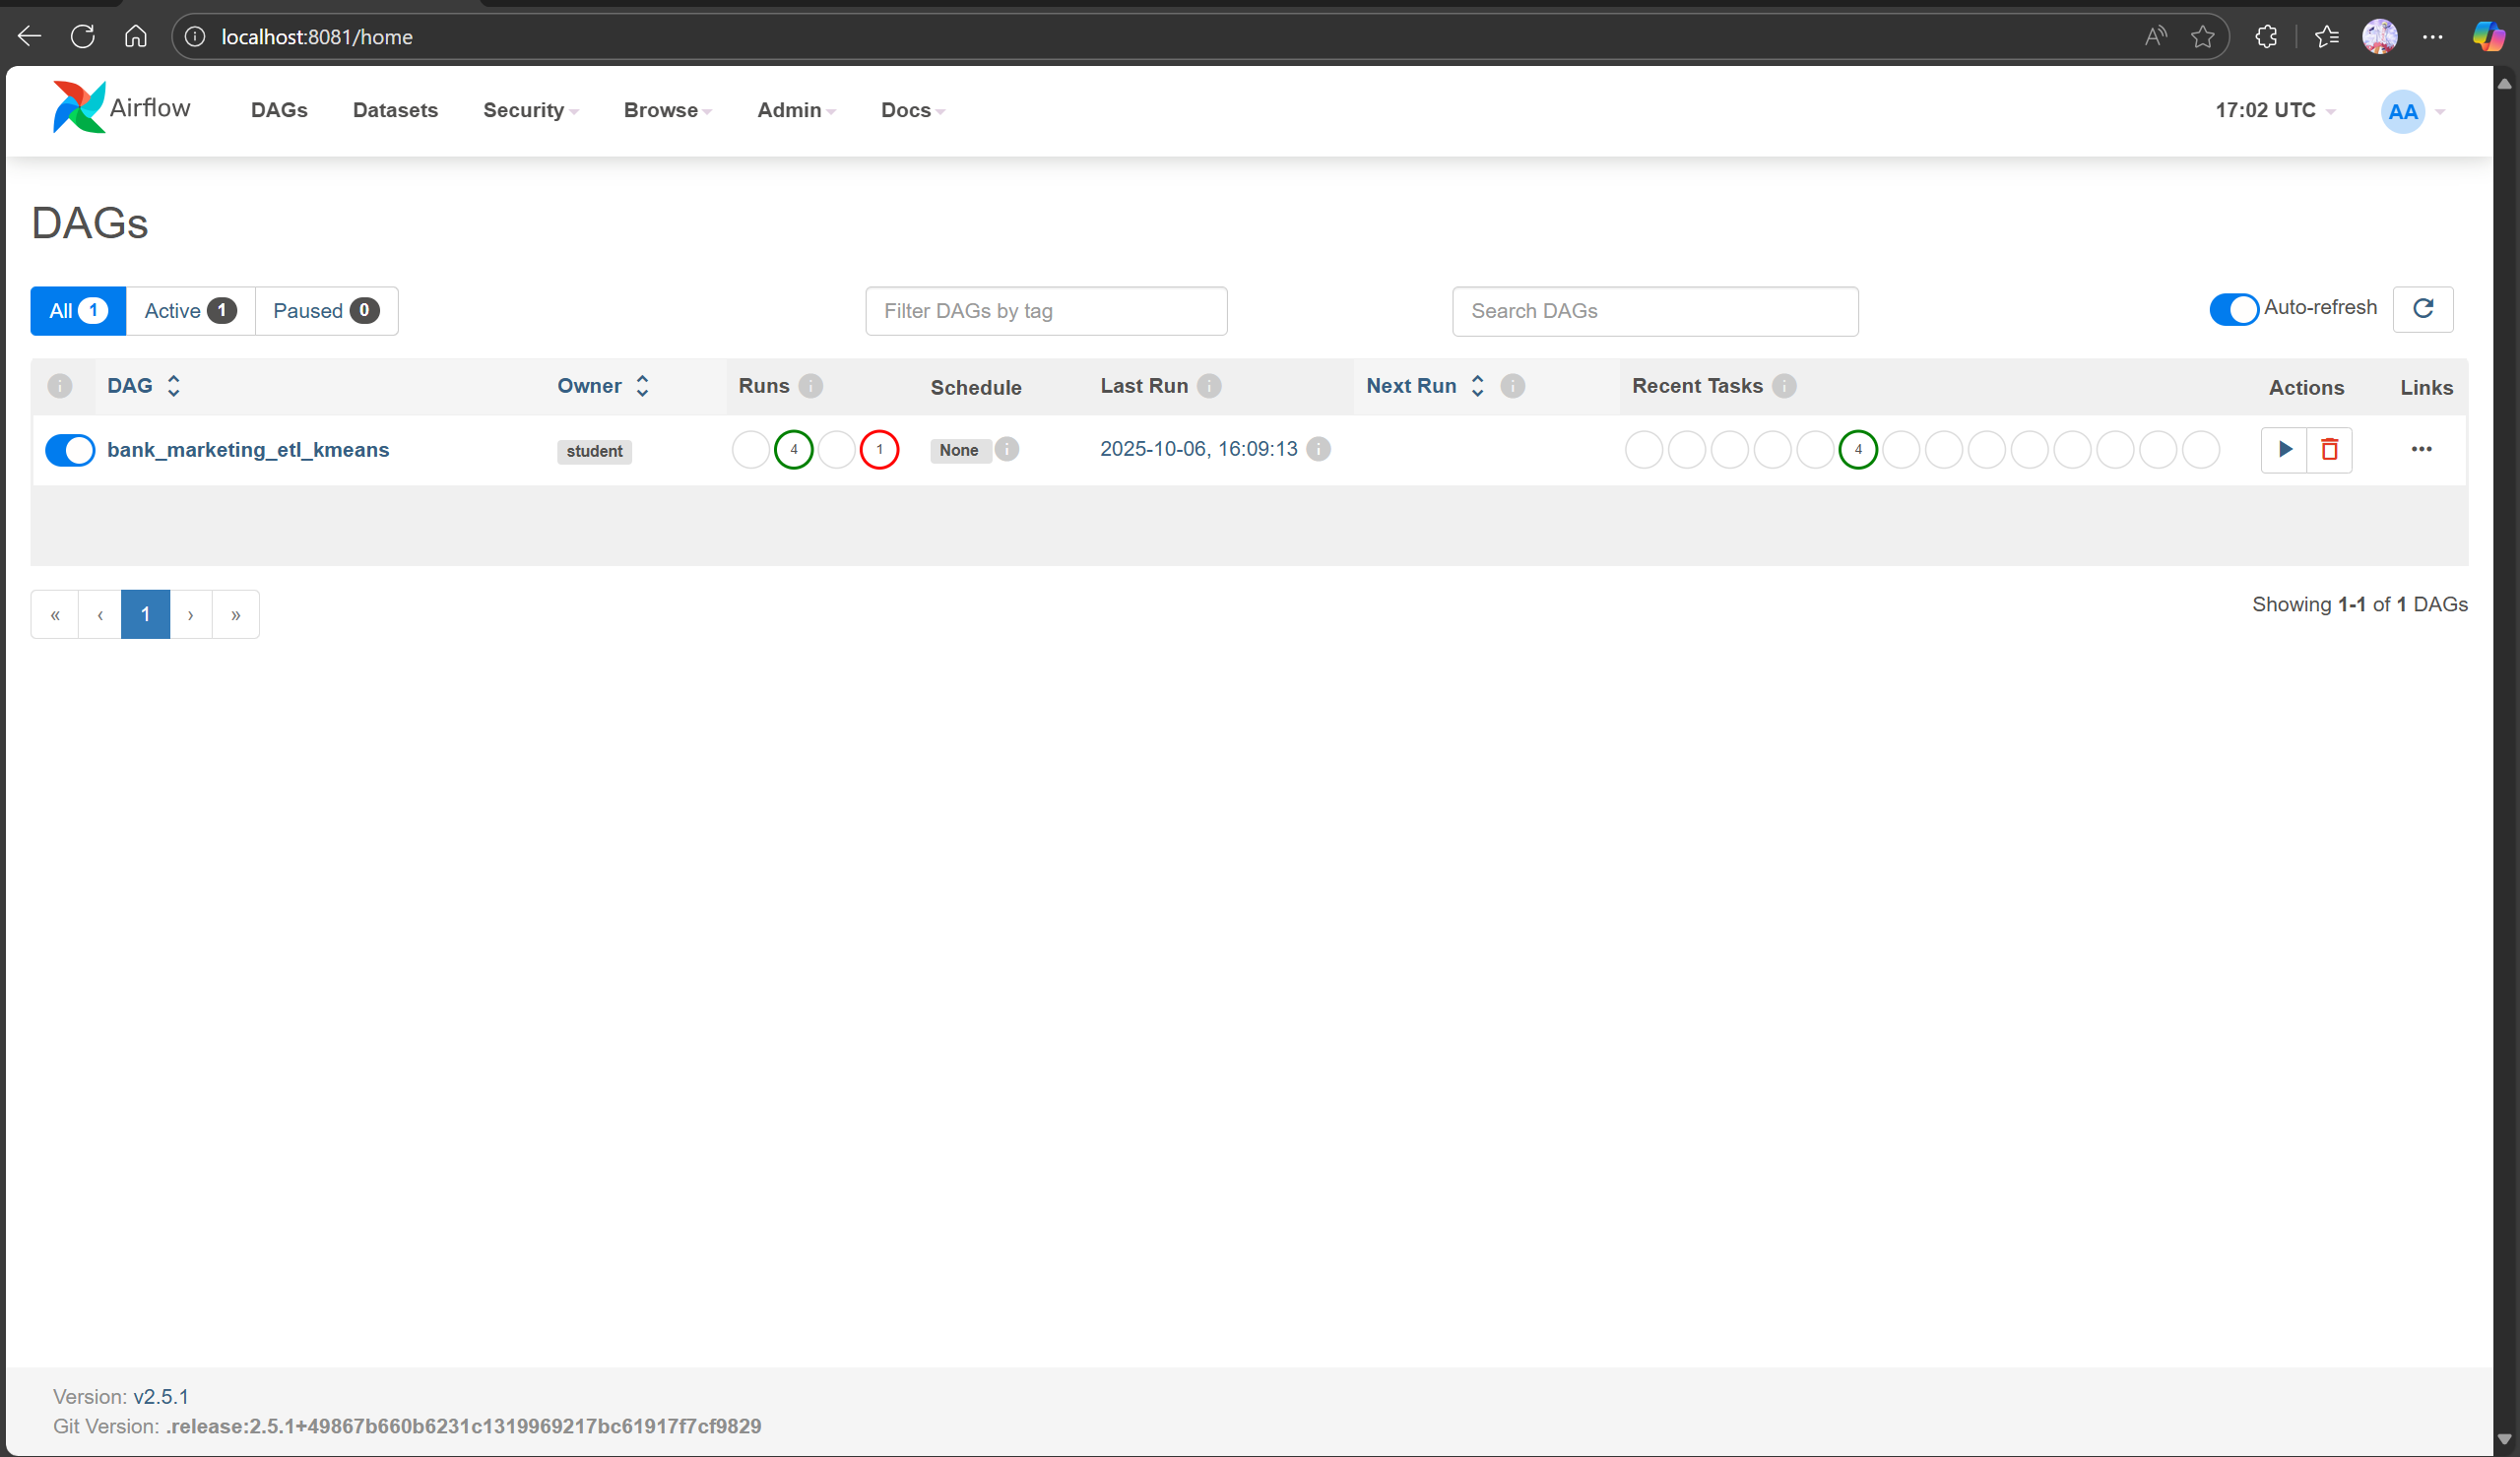 localhost:8081/home
Airflow DAGs Datasets Security Browse Admin Docs 17:02 UTC AA
DAGs
All 1 Active 1 Paused 0 Filter DAGs by tag Search DAGs Auto-refresh
DAG Owner Runs Schedule Last Run Next Run Recent Tasks Actions Links
bank_marketing_etl_kmeans student 4 1 None 2025-10-06, 16:09:13 4
« ‹ 1 › » Showing 1-1 of 1 DAGs
Version: v2.5.1
Git Version: .release:2.5.1+49867b660b6231c1319969217bc61917f7cf9829